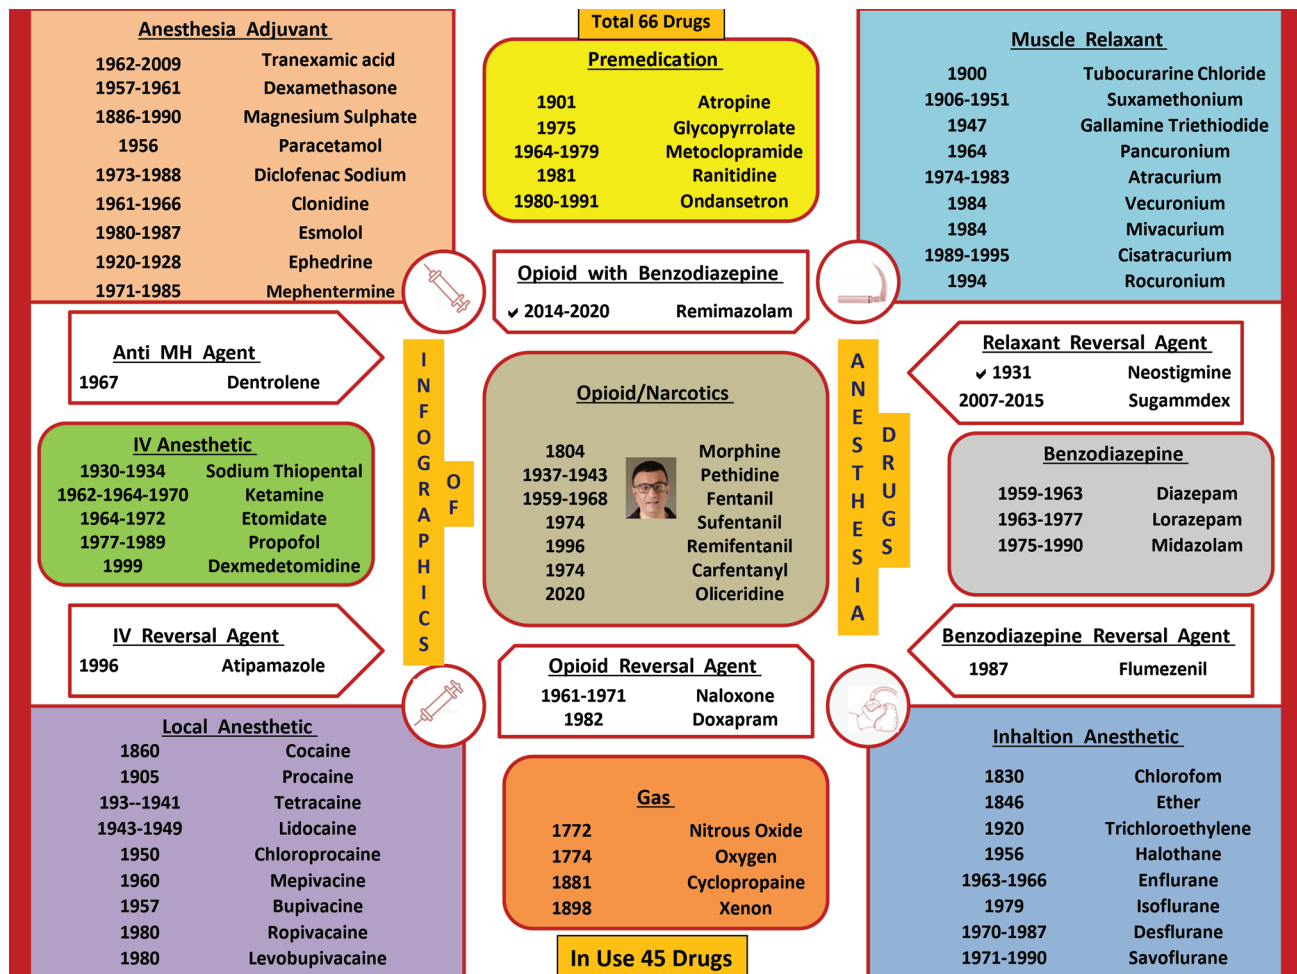 Total 66 Drugs
Anesthesia Adjuvant
1962-2009 Tranexamic acid
1957-1961 Dexamethasone
1886-1990 Magnesium Sulphate
1956 Paracetamol
1973-1988 Diclofenac Sodium
1961-1966 Clonidine
1980-1987 Esmolol
1920-1928 Ephedrine
1971-1985 Mephentermine
Premedication
1901 Atropine
1975 Glycopyrrolate
1964-1979 Metoclopramide
1981 Ranitidine
1980-1991 Ondansetron
Muscle Relaxant
1900 Tubocurarine Chloride
1906-1951 Suxamethonium
1947 Gallamine Triethiodide
1964 Pancuronium
1974-1983 Atracurium
1984 Vecuronium
1984 Mivacurium
1989-1995 Cisatracurium
1994 Rocuronium
Opioid with Benzodiazepine
2014-2020 Remimazolam
Anti MH Agent
1967 Dentrolene
INFOGRAPHICS
OF
ANESTHESIA
DRUGS
Relaxant Reversal Agent
1931 Neostigmine
2007-2015 Sugammdex
IV Anesthetic
1930-1934 Sodium Thiopental
1962-1964-1970 Ketamine
1964-1972 Etomidate
1977-1989 Propofol
1999 Dexmedetomidine
Opioid/Narcotics
1804 Morphine
1937-1943 Pethidine
1959-1968 Fentanil
1974 Sufentanil
1996 Remifentanil
1974 Carfentanyl
2020 Oliceridine
Benzodiazepine
1959-1963 Diazepam
1963-1977 Lorazepam
1975-1990 Midazolam
IV Reversal Agent
1996 Atipamazole
Opioid Reversal Agent
1961-1971 Naloxone
1982 Doxapram
Benzodiazepine Reversal Agent
1987 Flumezenil
Local Anesthetic
1860 Cocaine
1905 Procaine
193--1941 Tetracaine
1943-1949 Lidocaine
1950 Chloroprocaine
1960 Mepivacine
1957 Bupivacine
1980 Ropivacaine
1980 Levobupivacaine
Gas
1772 Nitrous Oxide
1774 Oxygen
1881 Cyclopropaine
1898 Xenon
Inhaltion Anesthetic
1830 Chlorofom
1846 Ether
1920 Trichloroethylene
1956 Halothane
1963-1966 Enflurane
1979 Isoflurane
1970-1987 Desflurane
1971-1990 Savoflurane
In Use 45 Drugs